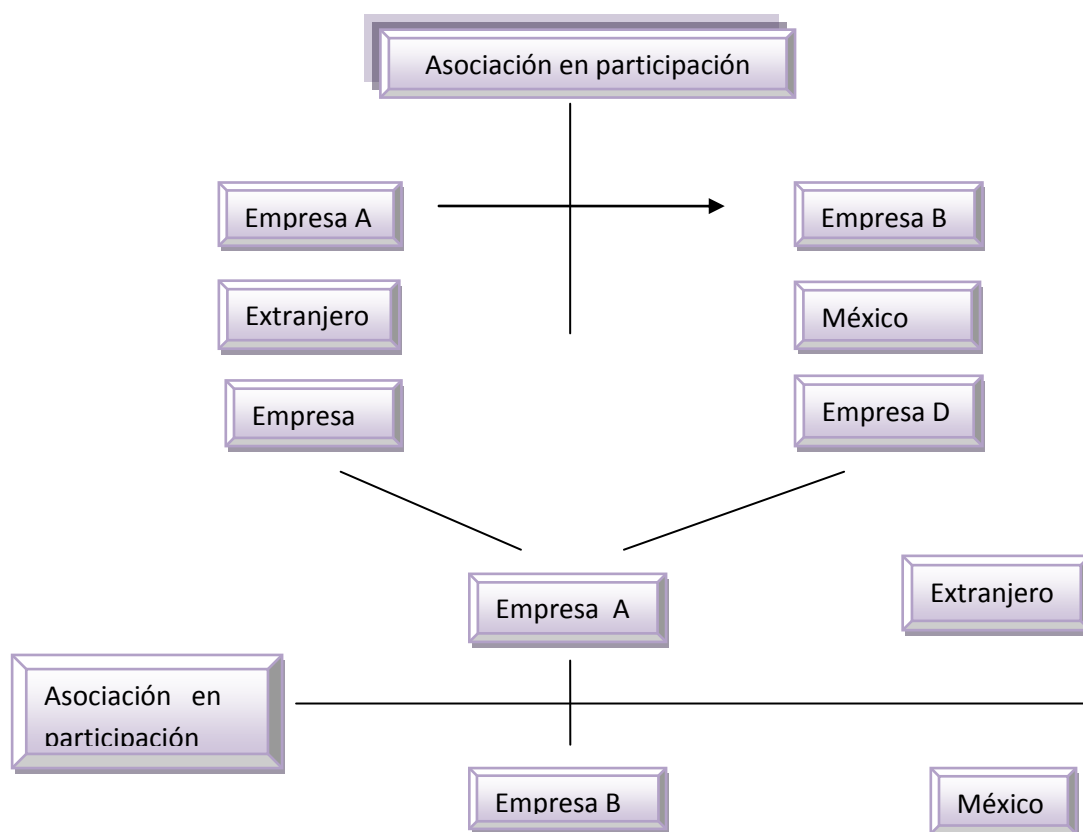 Asociación en participación
Empresa A
Empresa B
Extranjero
México
Empresa
Empresa D
Empresa A
Extranjero
Asociación en
participación
Empresa B
México